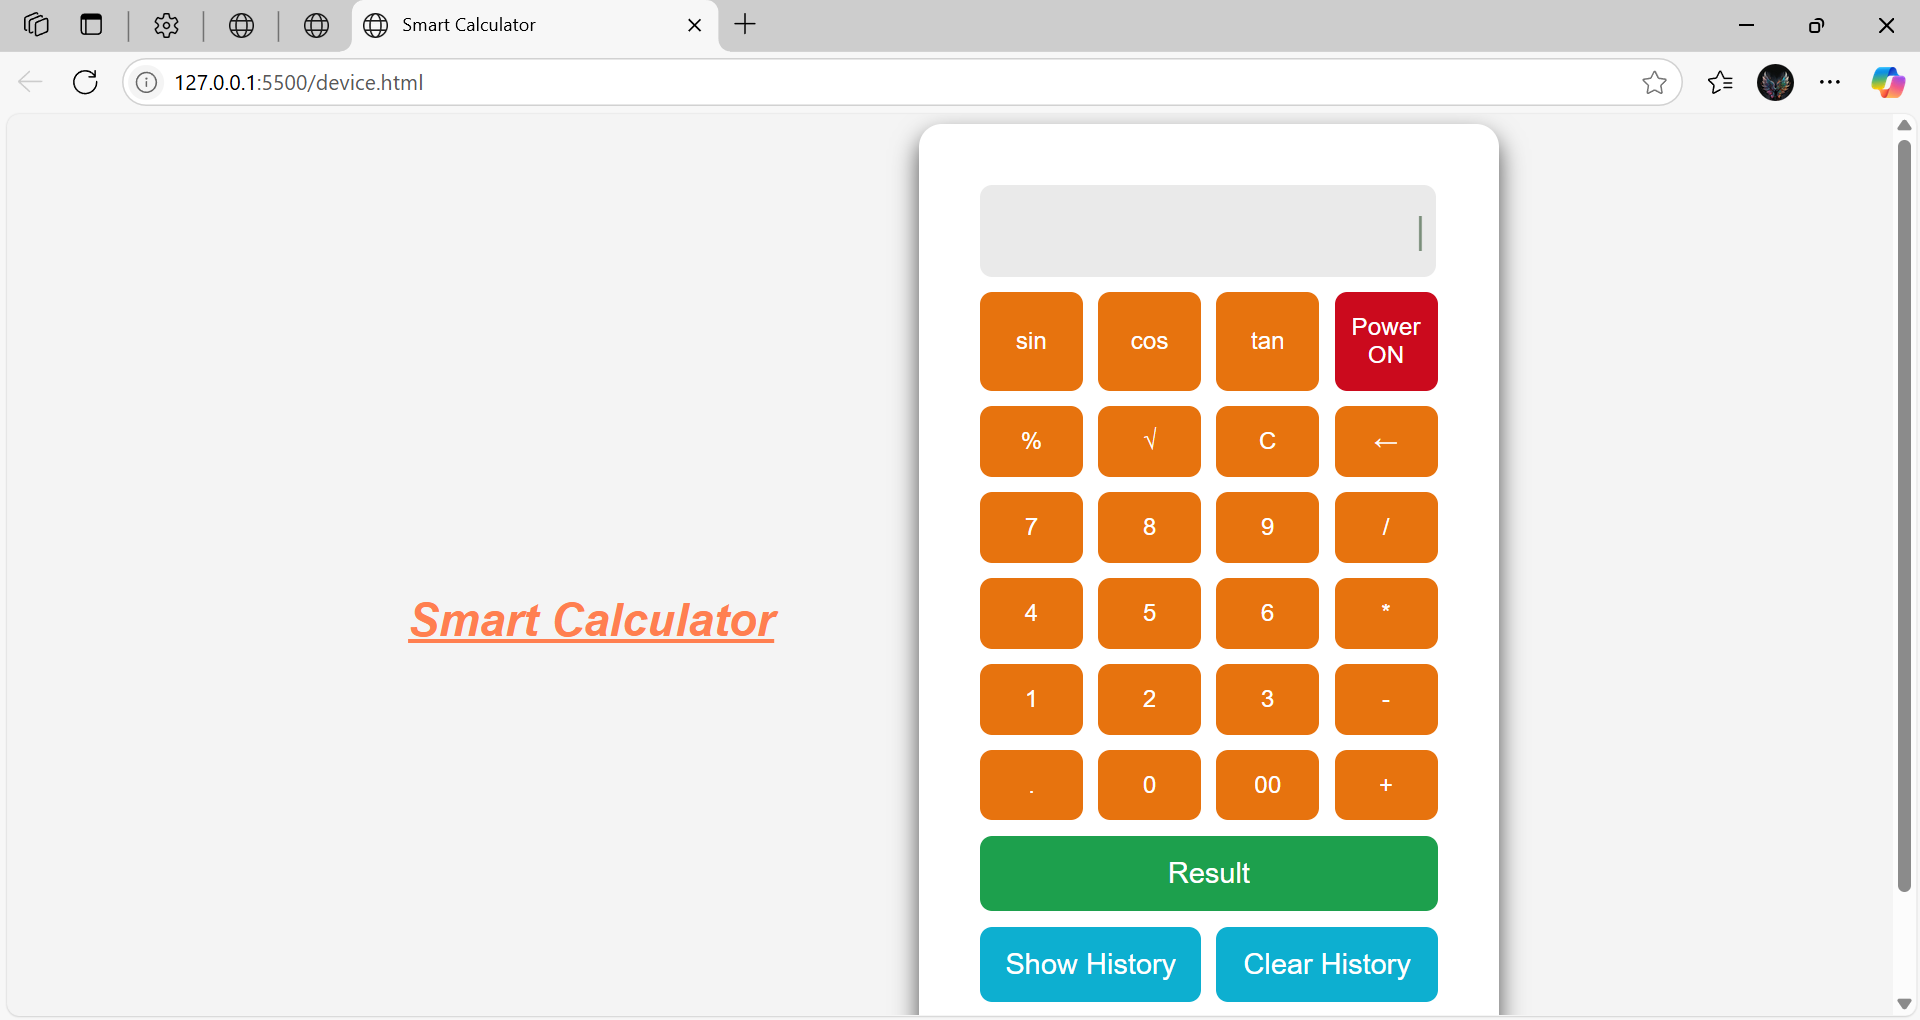 Smart Calculator
127.0.0.1:5500/device.html
Smart Calculator
sin cos tan Power ON
% √ C ←
7 8 9 /
4 5 6 *
1 2 3 -
. 0 00 +
Result
Show History Clear History